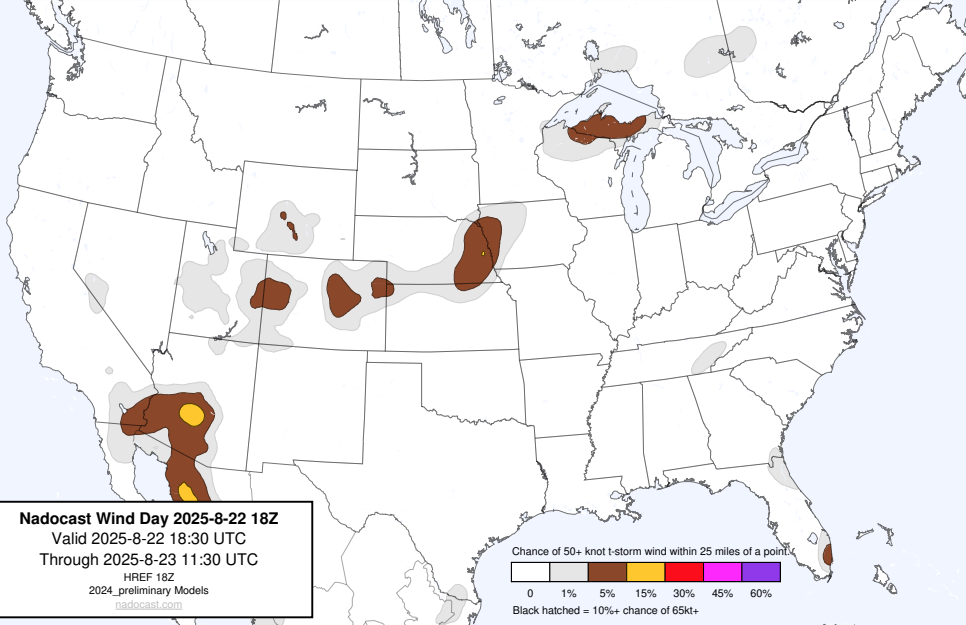 Nadocast Wind Day 2025-8-22 18Z
Valid 2025-8-22 18:30 UTC
Through 2025-8-23 11:30 UTC
HREF 18Z
2024_preliminary Models
nadocast.com
Chance of 50+ knot t-storm wind within 25 miles of a point.
0 1% 5% 15% 30% 45% 60%
Black hatched = 10%+ chance of 65kt+